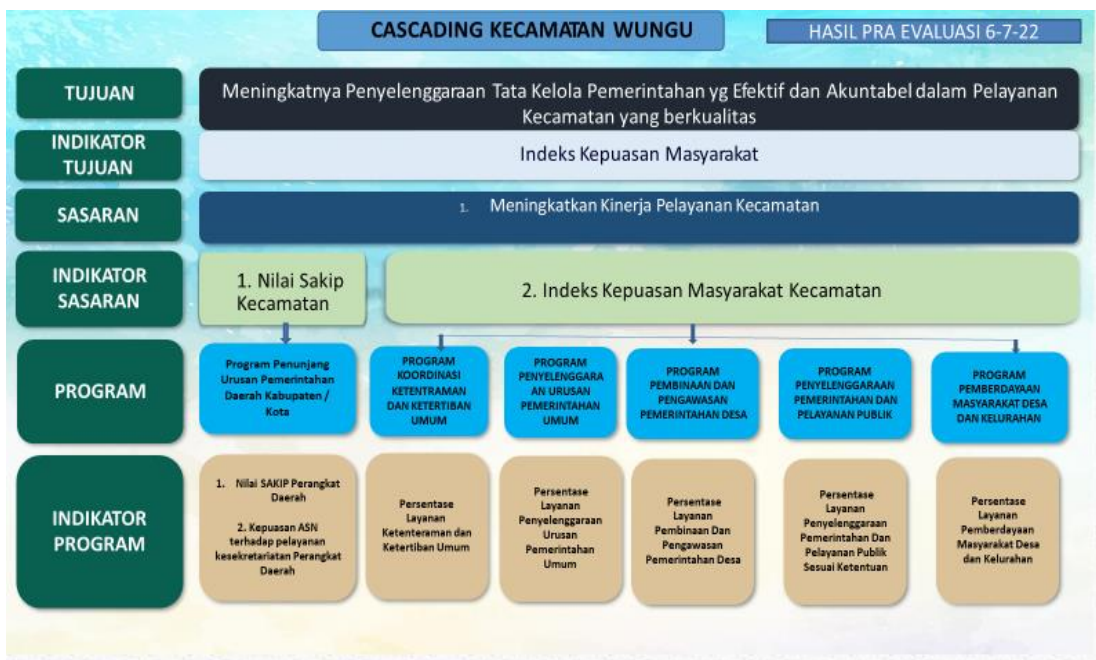 CASCADING KECAMATAN WUNGU
HASIL PRA EVALUASI 6-7-22
TUJUAN
Meningkatnya Penyelenggaraan Tata Kelola Pemerintahan yg Efektif dan Akuntabel dalam Pelayanan
Kecamatan yang berkualitas
INDIKATOR
TUJUAN
Indeks Kepuasan Masyarakat
SASARAN
1. Meningkatkan Kinerja Pelayanan Kecamatan
INDIKATOR
SASARAN
1. Nilai Sakip
Kecamatan
2. Indeks Kepuasan Masyarakat Kecamatan
PROGRAM
Program Penunjang
Urusan Pemerintahan
Daerah Kabupaten /
Kota
PROGRAM
KOORDINASI
KETENTRAMAN
DAN KETERTIBAN
UMUM
PROGRAM
PENYELENGGARA
AN URUSAN
PEMERINTAHAN
UMUM
PROGRAM
PEMBINAAN DAN
PENGAWASAN
PEMERINTAHAN DESA
PROGRAM
PENYELENGGARAAN
PEMERINTAHAN DAN
PELAYANAN PUBLIK
PROGRAM
PEMBERDAYAAN
MASYARAKAT DESA
DAN KELURAHAN
INDIKATOR
PROGRAM
1. Nilai SAKIP Perangkat
Daerah
2. Kepuasan ASN
terhadap pelayanan
kesekretariatan Perangkat
Daerah
Persentase
Layanan
Ketenteraman dan
Ketertiban Umum
Persentase
Layanan
Penyelenggaraan
Urusan
Pemerintahan
Umum
Persentase
Layanan
Pembinaan Dan
Pengawasan
Pemerintahan Desa
Persentase
Layanan
Penyelenggaraan
Pemerintahan Dan
Pelayanan Publik
Sesuai Ketentuan
Persentase
Layanan
Pemberdayaan
Masyarakat Desa
dan Kelurahan